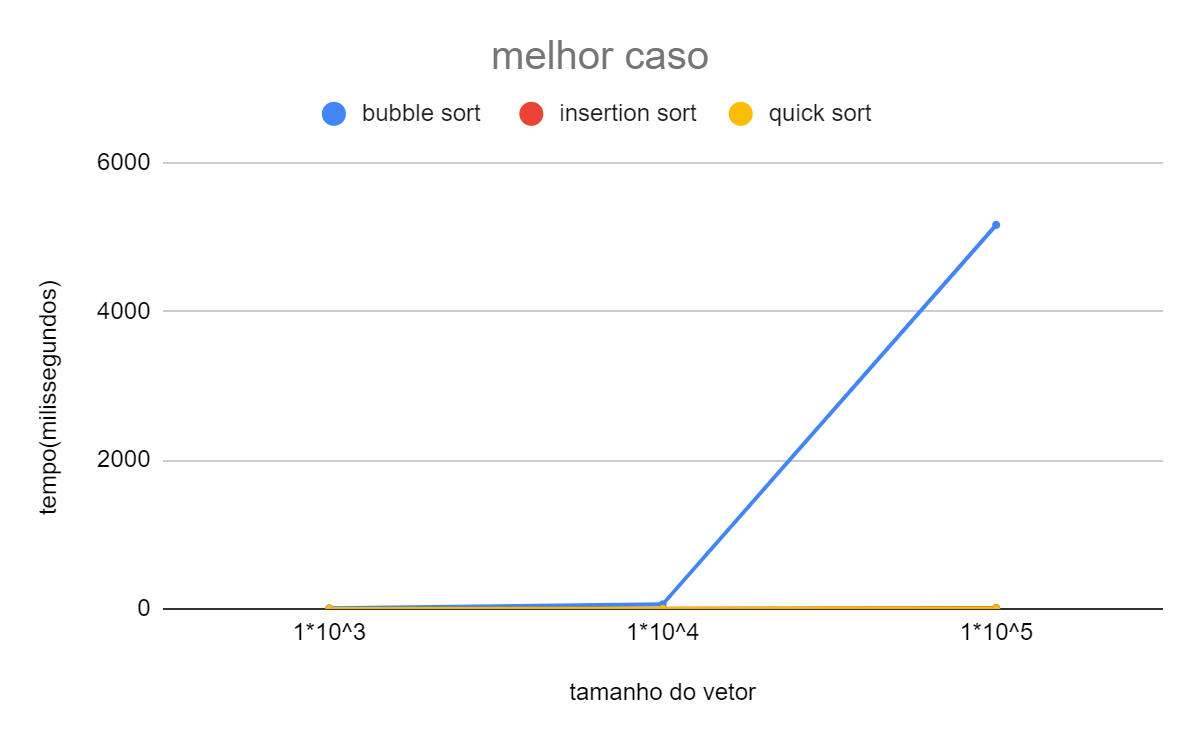 melhor caso
bubble sort insertion sort quick sort
6000
4000
2000
0
tempo(milissegundos)
1*10^3 1*10^4 1*10^5
tamanho do vetor